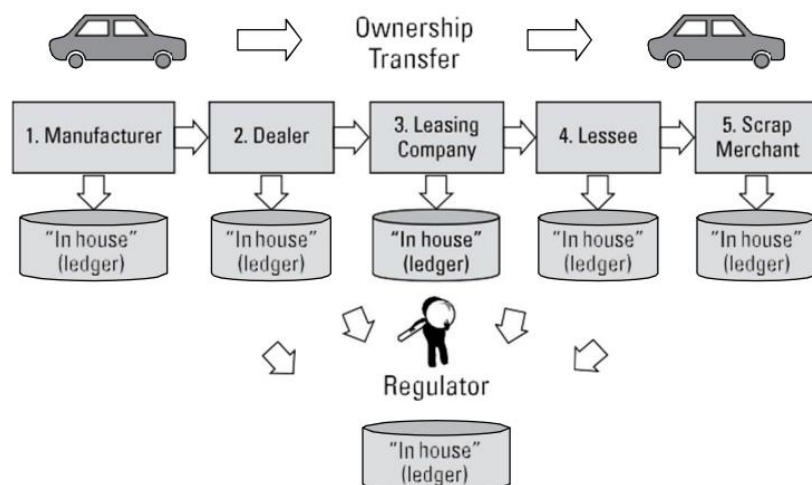 Ownership
Transfer
1. Manufacturer
2. Dealer
3. Leasing
Company
4. Lessee
5. Scrap
Merchant
“In house”
(ledger)
“In house”
(ledger)
“In house”
(ledger)
“In house”
(ledger)
“In house”
(ledger)
Regulator
“In house”
(ledger)